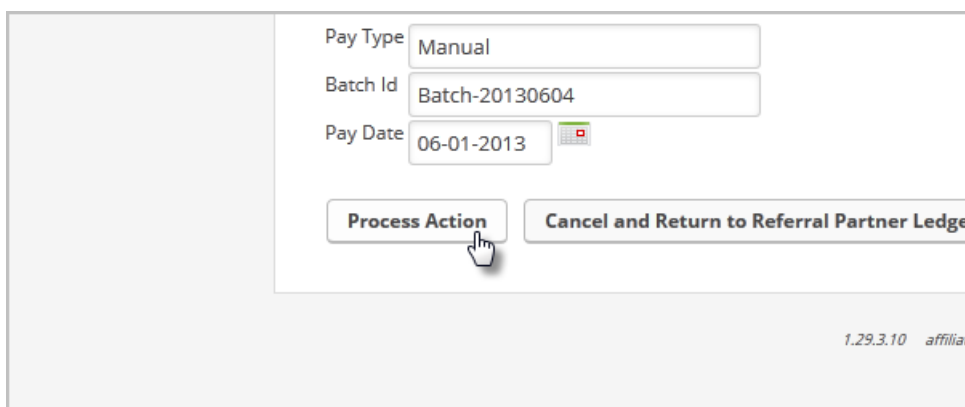 Pay Type Manual
Batch Id Batch-20130604
Pay Date 06-01-2013
Process Action Cancel and Return to Referral Partner Ledge
1.29.3.10 affilia